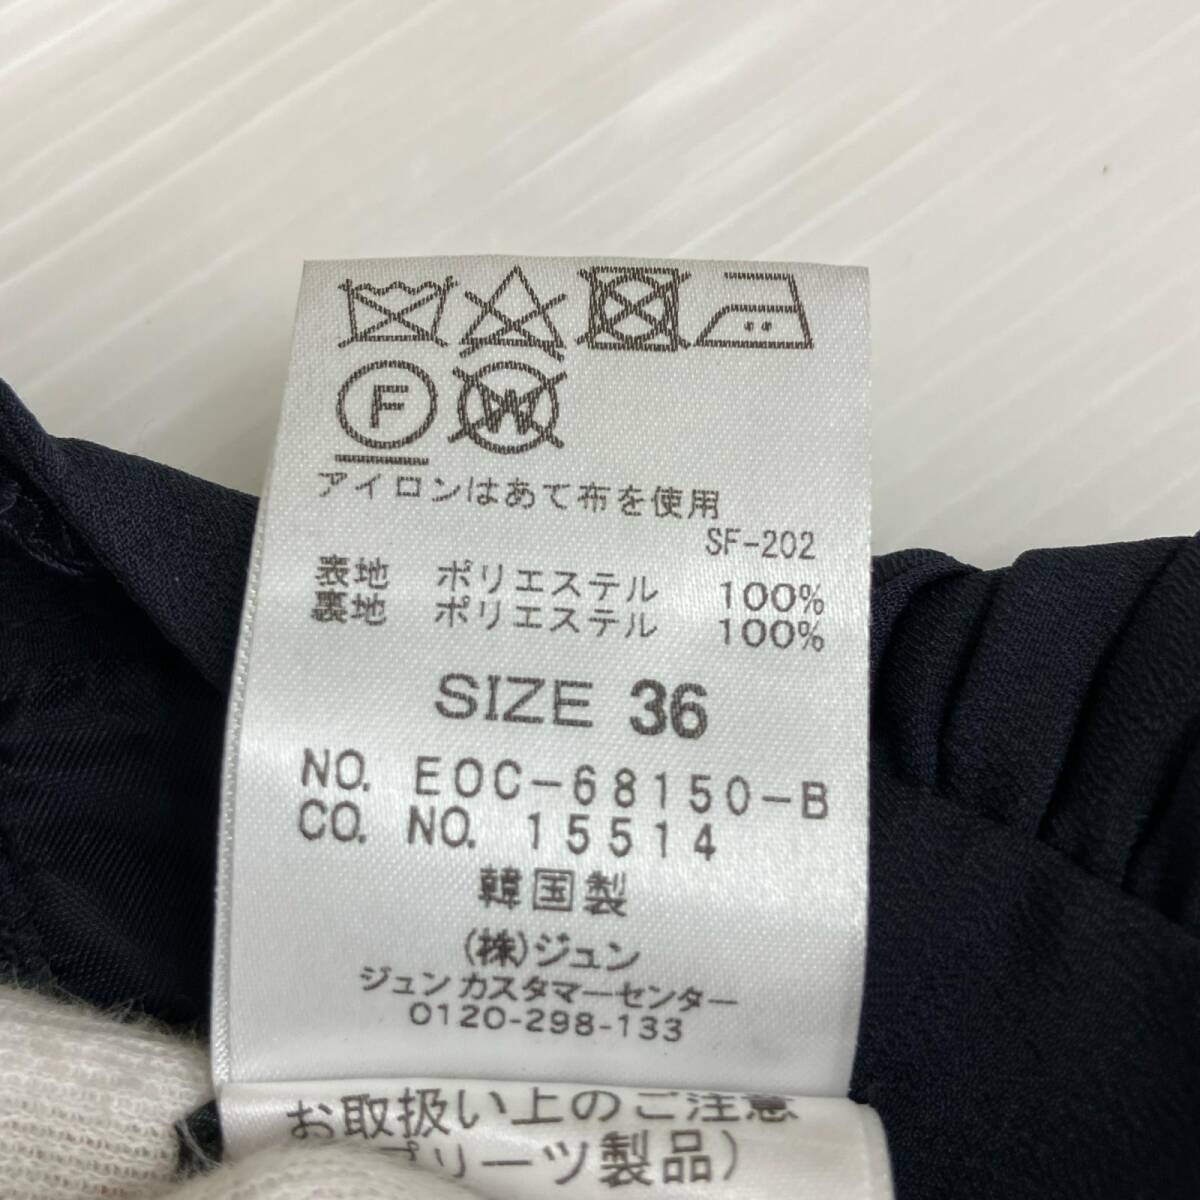 F W
アイロンはあて布を使用
SF-202
表地 ポリエステル 100%
裏地 ポリエステル 100%
SIZE 36
NO. EOC-68150-B
CO. NO. 15514
韓国製
(株)ジュン
ジュンカスタマーセンター
0120-298-133
お取扱い上のご注意
プリーツ製品)